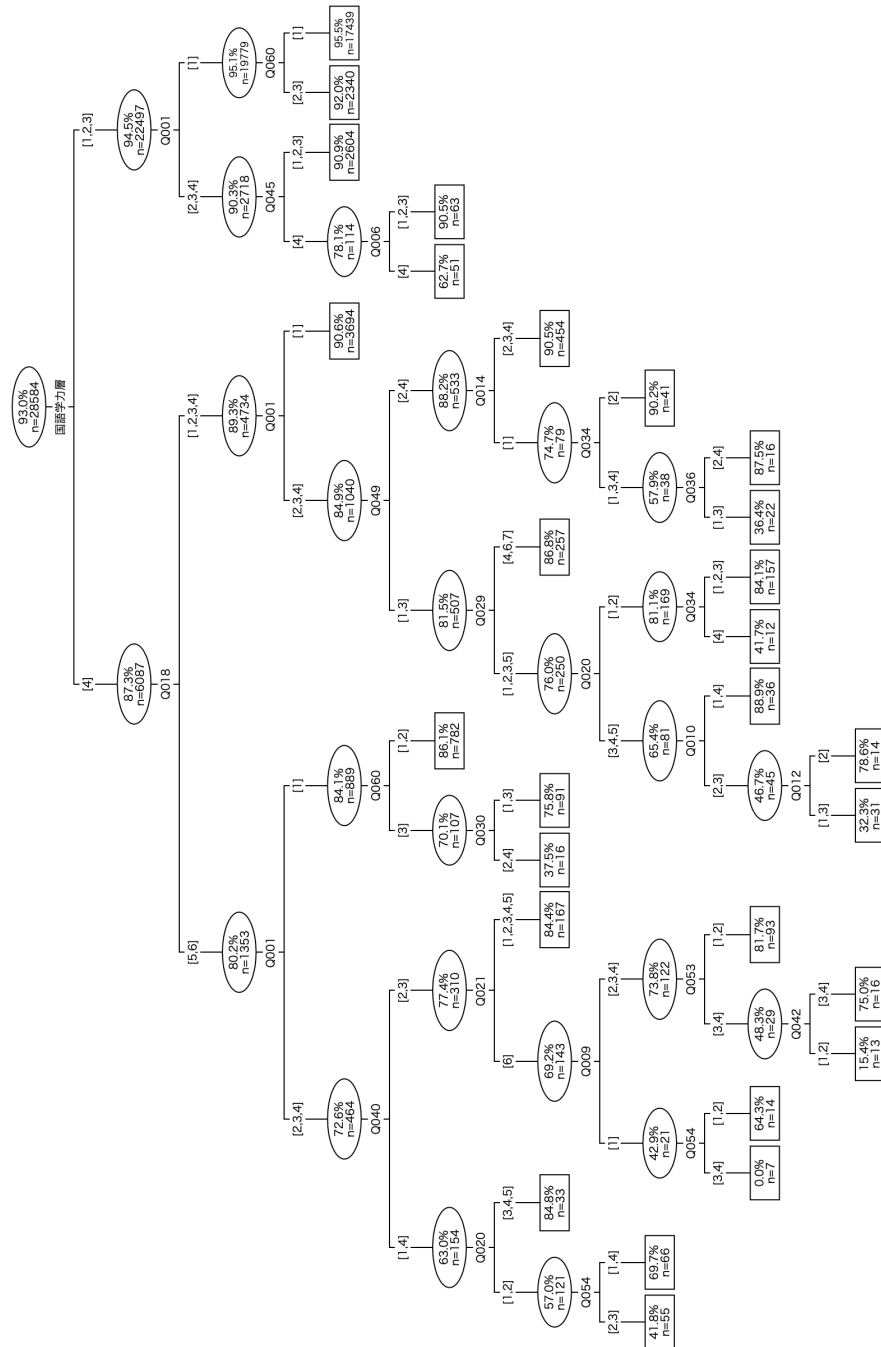 93.0%
n=28584
国語学力層
[4]
[1,2,3]
87.3%
n=6087
94.5%
n=22497
Q018
Q001
[5,6]
[1,2,3,4]
[2,3,4]
[1]
80.2%
n=1353
89.3%
n=4734
90.3%
n=2718
95.1%
n=19779
Q001
Q001
Q045
Q060
[2,3,4]
[1]
[2,3,4]
[1]
[4]
[1,2,3]
[2,3]
[1]
72.6%
n=464
84.1%
n=889
84.9%
n=1040
90.6%
n=3694
78.1%
n=114
90.9%
n=2604
92.0%
n=2340
95.5%
n=17439
Q040
Q060
Q049
Q006
[1,4]
[2,3]
[3]
[1,2]
[1,3]
[2,4]
[4]
[1,2,3]
63.0%
n=154
77.4%
n=310
70.1%
n=107
86.1%
n=782
81.5%
n=507
88.2%
n=533
62.7%
n=51
90.5%
n=63
Q020
Q021
Q030
Q029
Q014
[1,2]
[3,4,5]
[6]
[1,2,3,4,5]
[2,4]
[1,3]
[1,2,3,5]
[4,6,7]
[1]
[2,3,4]
57.0%
n=121
84.8%
n=33
69.2%
n=143
84.4%
n=167
37.5%
n=16
75.8%
n=91
76.0%
n=250
86.8%
n=257
74.7%
n=79
90.5%
n=454
Q054
Q009
Q020
Q034
[2,3]
[1,4]
[1]
[2,3,4]
[3,4,5]
[1,2]
[1,3,4]
[2]
41.8%
n=55
69.7%
n=66
42.9%
n=21
73.8%
n=122
65.4%
n=81
81.1%
n=169
57.9%
n=38
90.2%
n=41
Q054
Q053
Q010
Q034
Q036
[3,4]
[1,2]
[3,4]
[1,2]
[2,3]
[1,4]
[4]
[1,2,3]
[1,3]
[2,4]
0.0%
n=7
64.3%
n=14
48.3%
n=29
81.7%
n=93
46.7%
n=45
88.9%
n=36
41.7%
n=12
84.1%
n=157
36.4%
n=22
87.5%
n=16
Q042
Q012
[1,2]
[3,4]
[1,3]
[2]
15.4%
n=13
75.0%
n=16
32.3%
n=31
78.6%
n=14